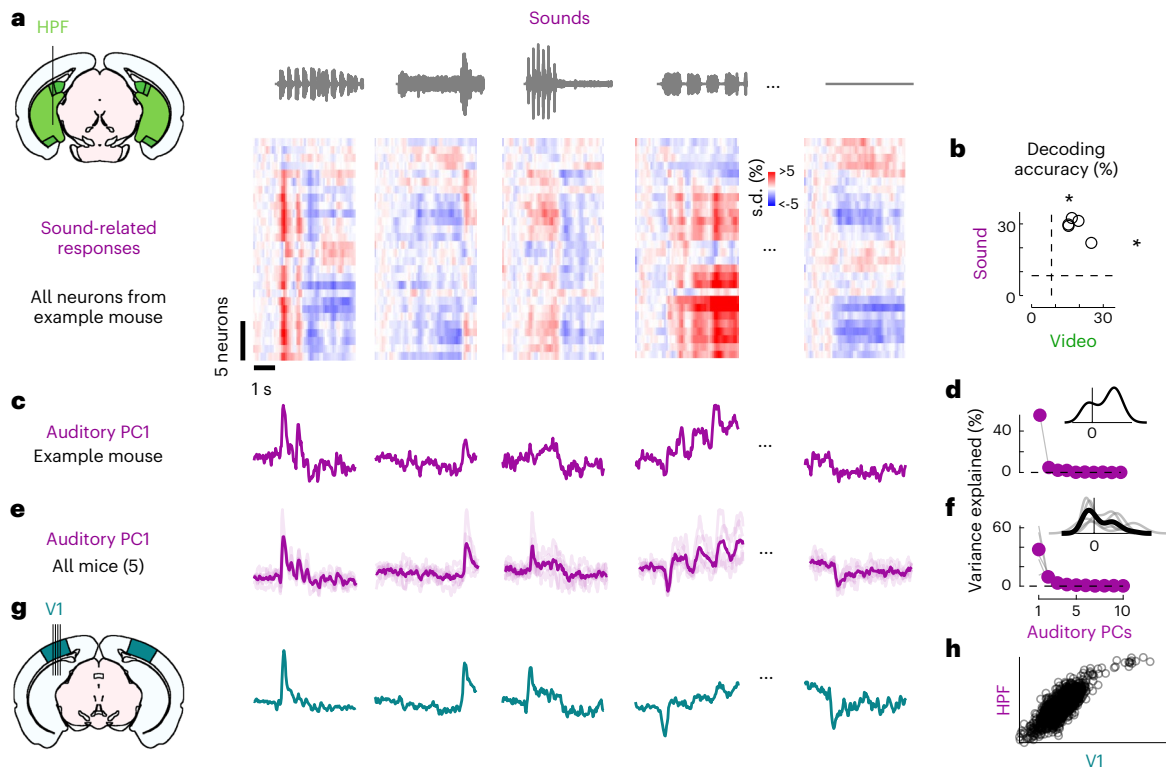 a
HPF
Sounds
...
Sound-related
responses
All neurons from
example mouse
5 neurons
1 s
s.d. (%)
>5
<-5
...
b
Decoding
accuracy (%)
*
*
Sound
30
0
0
30
Video
c
Auditory PC1
Example mouse
...
d
Variance explained (%)
40
0
0
e
Auditory PC1
All mice (5)
...
f
60
0
0
1
5
10
Auditory PCs
g
V1
...
h
HPF
V1